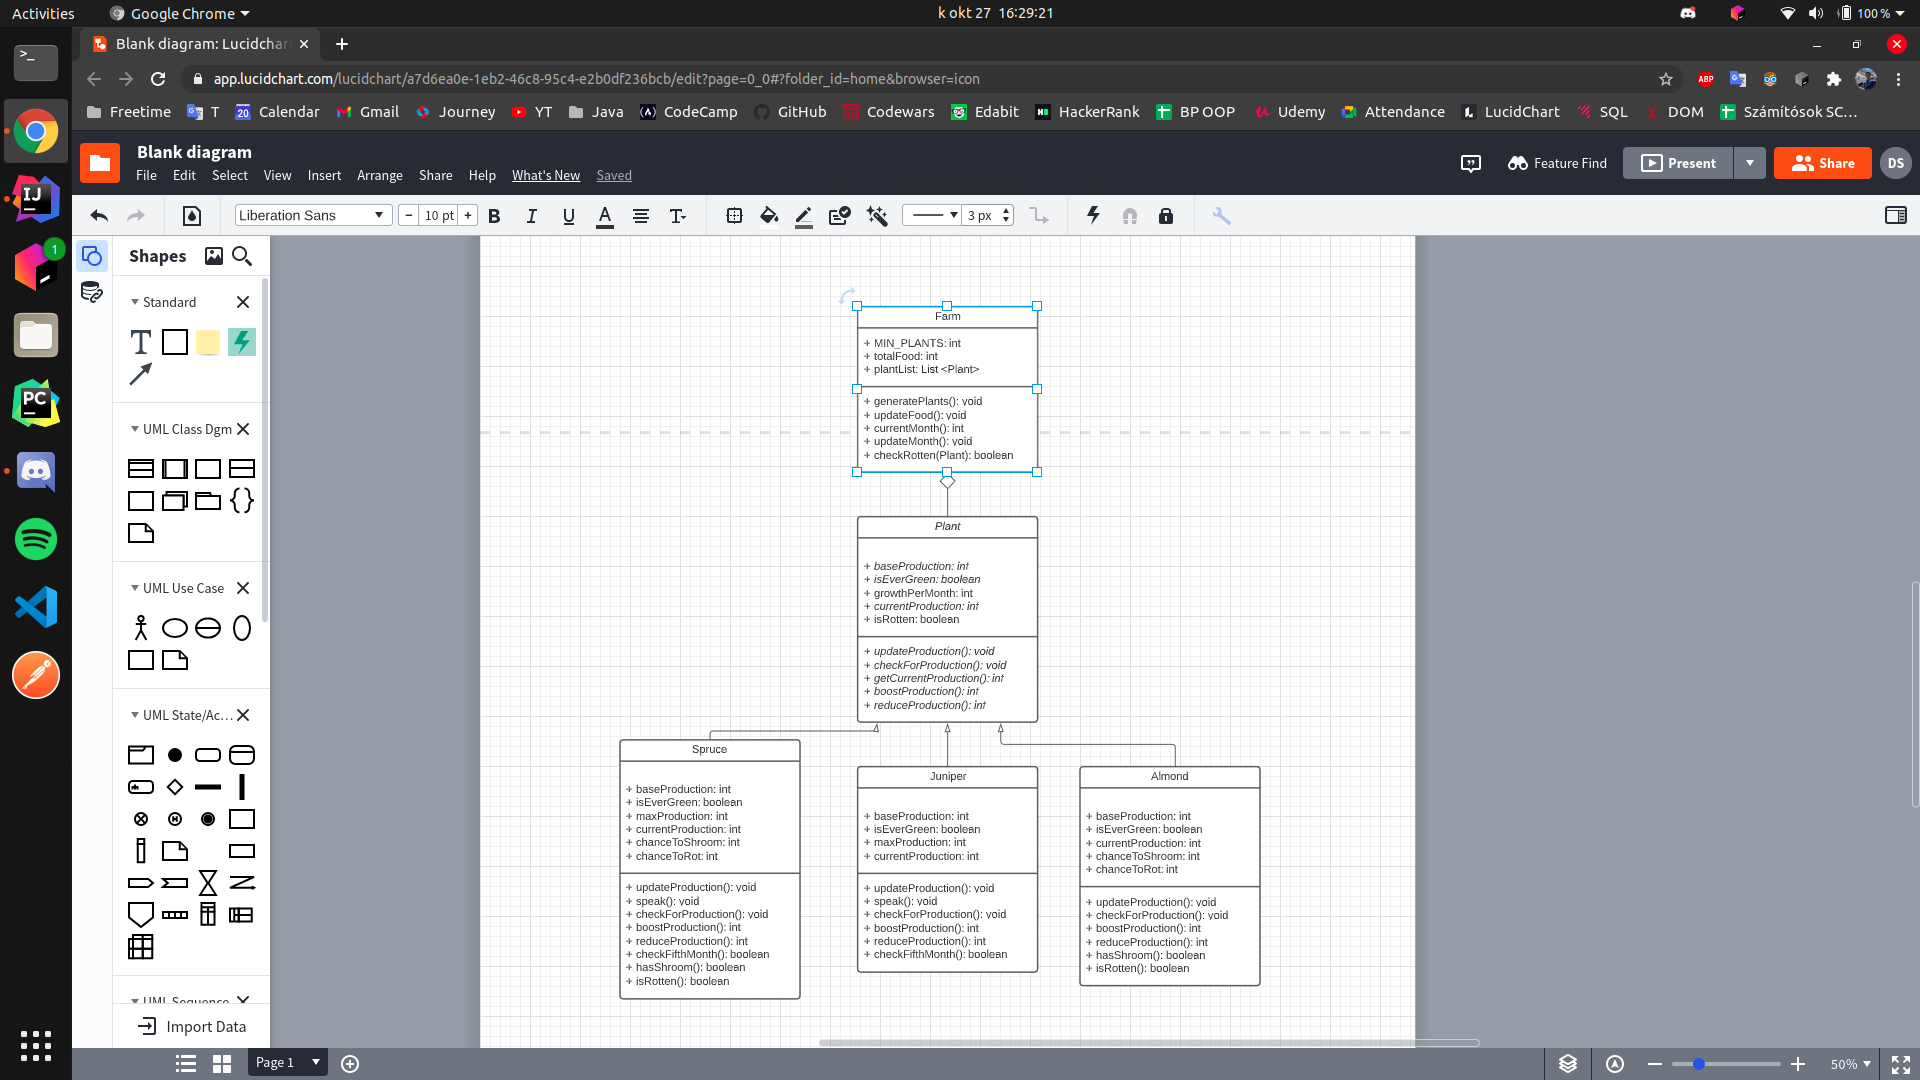 Activities
Google Chrome
k okt 27 16:29:21
100 %
Blank diagram: Lucidchar
app.lucidchart.com/lucidchart/a7d6ea0e-1eb2-46c8-95c4-e2b0df236bcb/edit?page=0_0#?folder_id=home&browser=icon
ABP
Freetime
T
20 Calendar
Gmail
Journey
YT
Java
CodeCamp
GitHub
Codewars
Edabit
HackerRank
BP OOP
Udemy
Attendance
LucidChart
SQL
DOM
Számítósok SC...
Blank diagram
File Edit Select View Insert Arrange Share Help What's New Saved
Feature Find
Present
Share
DS
Liberation Sans
10 pt
3 px
IJ
1
PC
Shapes
Standard
T
UML Class Dgm
UML Use Case
UML State/Ac...
UML Sequence
Import Data
Farm
+ MIN_PLANTS: int
+ totalFood: int
+ plantList: List <Plant>
+ generatePlants(): void
+ updateFood(): void
+ currentMonth(): int
+ updateMonth(): void
+ checkRotten(Plant): boolean
Plant
+ baseProduction: int
+ isEverGreen: boolean
+ growthPerMonth: int
+ currentProduction: int
+ isRotten: boolean
+ updateProduction(): void
+ checkForProduction(): void
+ getCurrentProduction(): int
+ boostProduction(): int
+ reduceProduction(): int
Spruce
+ baseProduction: int
+ isEverGreen: boolean
+ maxProduction: int
+ currentProduction: int
+ chanceToShroom: int
+ chanceToRot: int
+ updateProduction(): void
+ speak(): void
+ checkForProduction(): void
+ boostProduction(): int
+ reduceProduction(): int
+ checkFifthMonth(): boolean
+ hasShroom(): boolean
+ isRotten(): boolean
Juniper
+ baseProduction: int
+ isEverGreen: boolean
+ maxProduction: int
+ currentProduction: int
+ updateProduction(): void
+ speak(): void
+ checkForProduction(): void
+ boostProduction(): int
+ reduceProduction(): int
+ checkFifthMonth(): boolean
Almond
+ baseProduction: int
+ isEverGreen: boolean
+ currentProduction: int
+ chanceToShroom: int
+ chanceToRot: int
+ updateProduction(): void
+ checkForProduction(): void
+ boostProduction(): int
+ reduceProduction(): int
+ hasShroom(): boolean
+ isRotten(): boolean
Page 1
50%